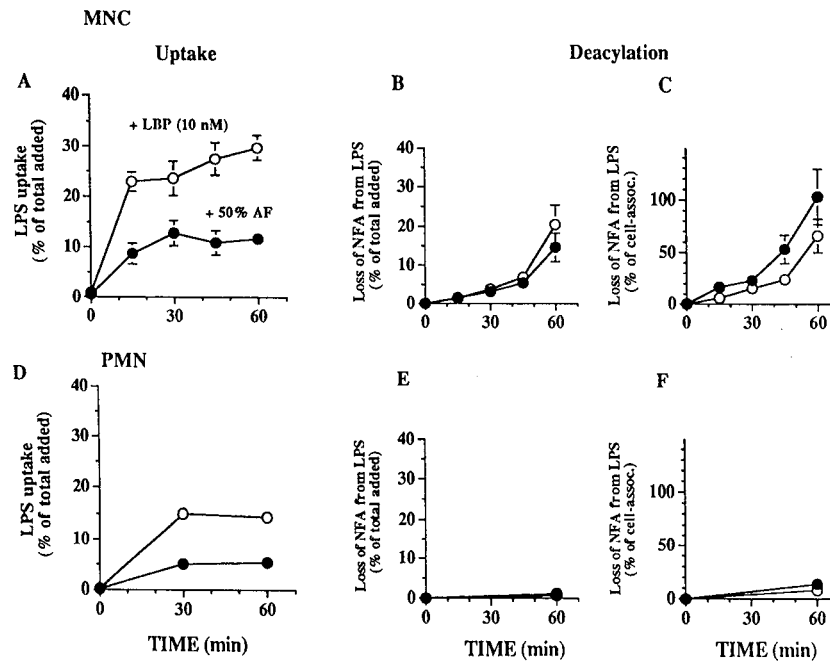 MNC
Uptake
Deacylation
A
LPS uptake
(% of total added)
40
30
20
10
0
+ LBP (10 nM)
+ 50% AF
0
30
60
B
Loss of NFA from LPS
(% of total added)
40
30
20
10
0
0
30
60
C
Loss of NFA from LPS
(% of cell-assoc.)
100
50
0
0
30
60
PMN
D
LPS uptake
(% of total added)
40
30
20
10
0
0
30
60
TIME (min)
E
Loss of NFA from LPS
(% of total added)
40
30
20
10
0
0
30
60
TIME (min)
F
Loss of NFA from LPS
(% of cell-assoc.)
100
50
0
0
30
60
TIME (min)